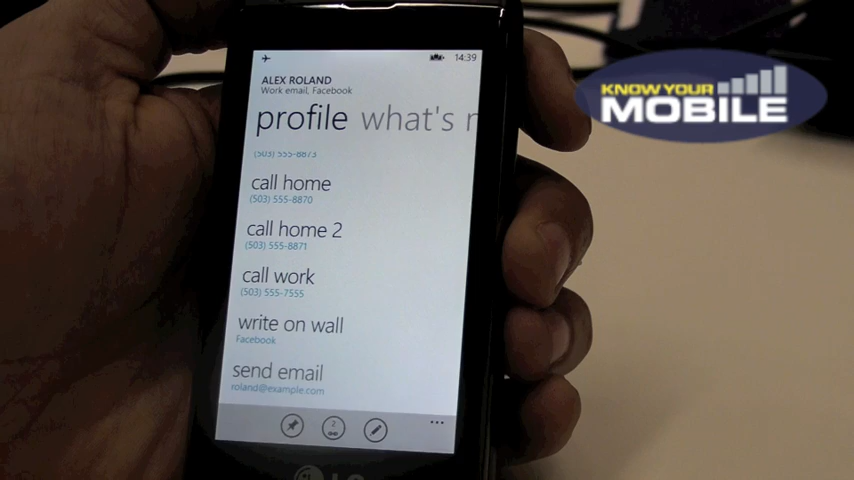 14:39
ALEX ROLAND
Work email, Facebook
profile what's n
(503) 555-8873
call home
(503) 555-8870
call home 2
(503) 555-8871
call work
(503) 555-7555
write on wall
Facebook
send email
roland@example.com
2
...
LG
KNOW YOUR
MOBILE